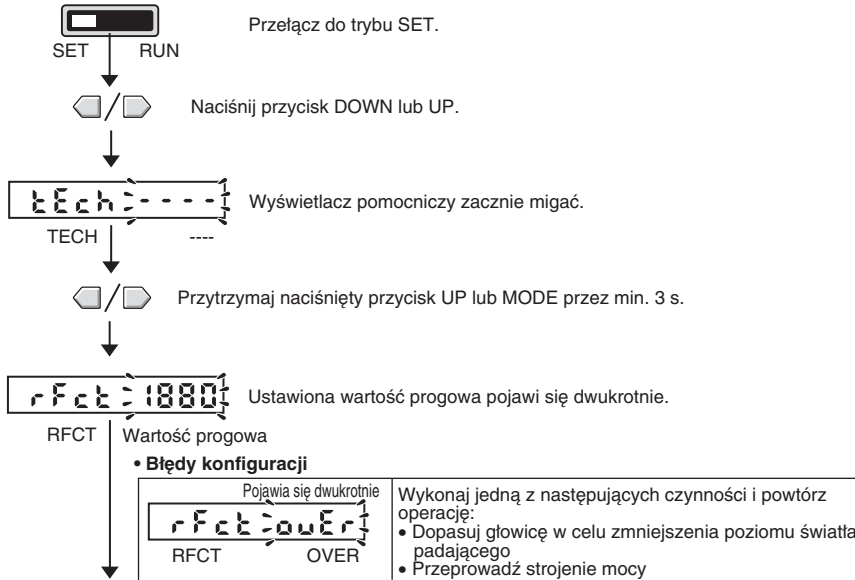 Przełącz do trybu SET.
SET RUN
Naciśnij przycisk DOWN lub UP.
tEch ----
Wyświetlacz pomocniczy zacznie migać.
TECH ----
Przytrzymaj naciśnięty przycisk UP lub MODE przez min. 3 s.
rFct 1880
Ustawiona wartość progowa pojawi się dwukrotnie.
RFCT Wartość progowa
• Błędy konfiguracji
Pojawia się dwukrotnie
rFct ouEr
RFCT OVER
Wykonaj jedną z następujących czynności i powtórz
operację:
• Dopasuj głowicę w celu zmniejszenia poziomu światła
padającego
• Przeprowadź strojenie mocy